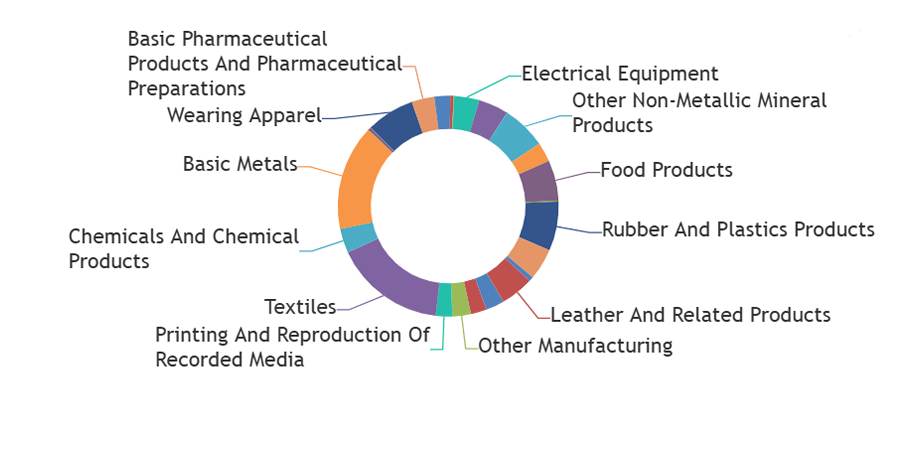 Basic Pharmaceutical
Products And Pharmaceutical
Preparations
Electrical Equipment
Other Non-Metallic Mineral
Products
Wearing Apparel
Basic Metals
Food Products
Rubber And Plastics Products
Chemicals And Chemical
Products
Textiles
Leather And Related Products
Printing And Reproduction Of
Recorded Media
Other Manufacturing